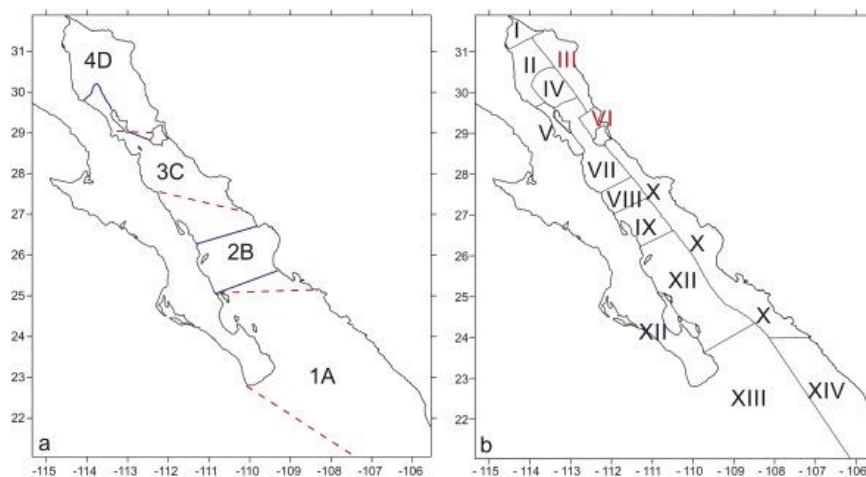 31
30
29
28
27
26
25
24
23
22
4D
3C
2B
1A
a
-115 -114 -113 -112 -111 -110 -109 -108 -107 -106
31
30
29
28
27
26
25
24
23
22
I
II
III
IV
V
VI
VII
VIII
X
IX
X
XII
X
XII
XIII
XIV
b
-115 -114 -113 -112 -111 -110 -109 -108 -107 -106